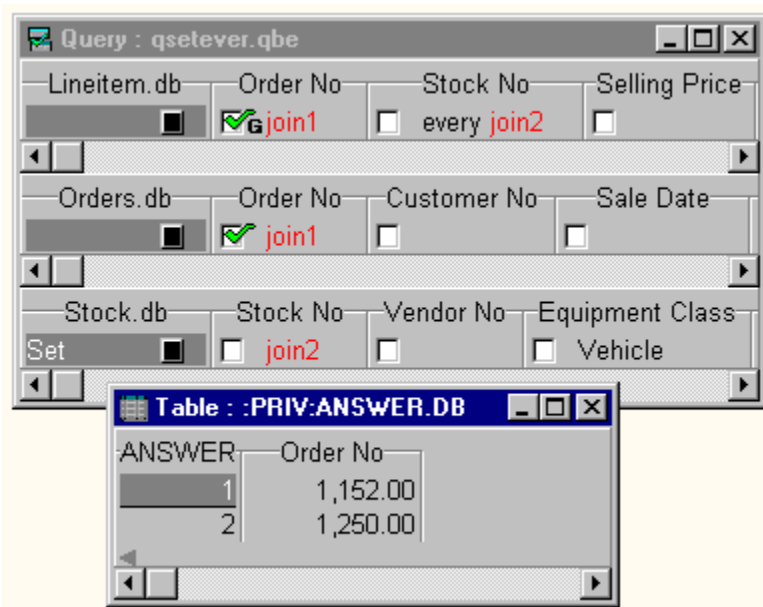 Query : qsetever.qbe
Lineitem.db Order No Stock No Selling Price
G join1 every join2
Orders.db Order No Customer No Sale Date
join1
Stock.db Stock No Vendor No Equipment Class
Set join2 Vehicle
Table : :PRIV:ANSWER.DB
ANSWER Order No
1 1,152.00
2 1,250.00